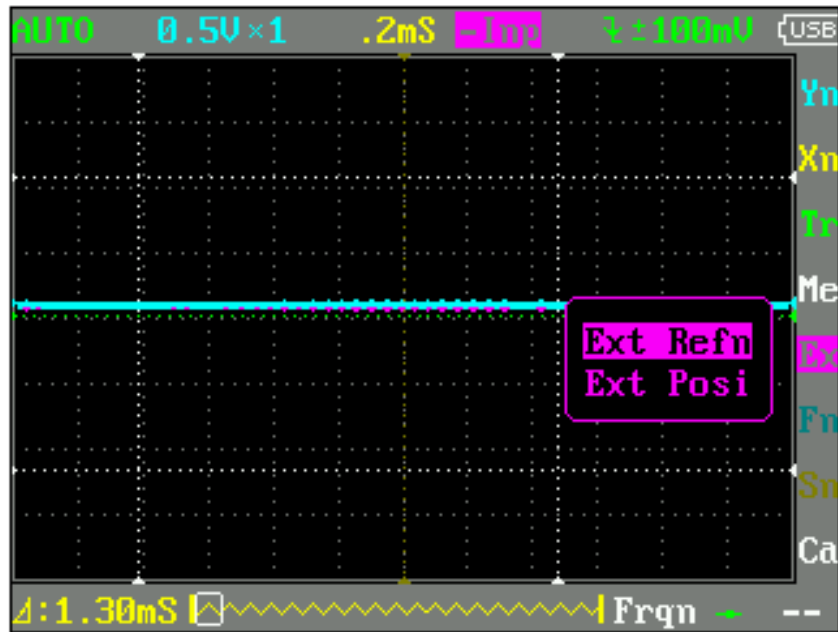 AUTO 0.5V×1 .2mS -Inp ±100mV USB
Yn
Xn
Tr
Me
Ext Refn
Ex
Ext Posi
Fn
Sn
Ca
⊿:1.30mS Frqn --